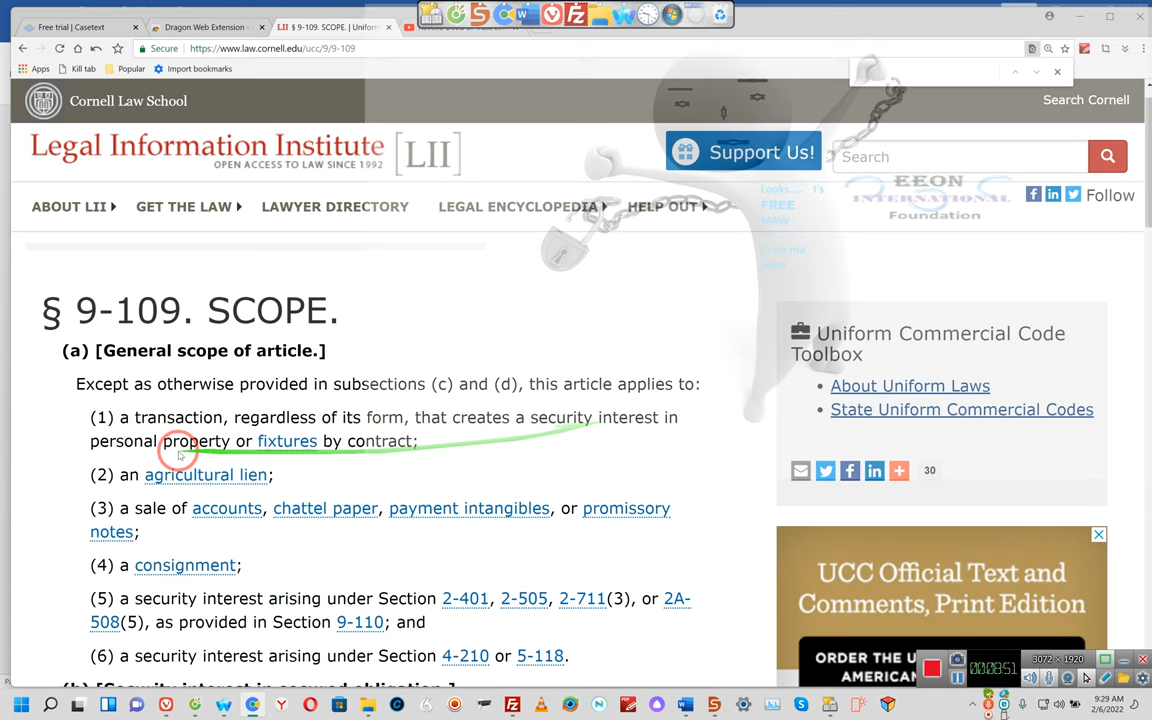 Free trial | Casetext
Dragon Web Extension -
LII § 9-109. SCOPE. | Uniform
Secure
https://www.law.cornell.edu/ucc/9/9-109
Apps
Kill tab
Popular
Import bookmarks
Cornell Law School
Search Cornell
Legal Information Institute [LII]
OPEN ACCESS TO LAW SINCE 1992
Support Us!
Search
Looks.... I's
FREE
MAW
EEON
INTERNATIONAL
Foundation
Follow
ABOUT LII
GET THE LAW
LAWYER DIRECTORY
LEGAL ENCYCLOPEDIA
HELP OUT
§ 9-109. SCOPE.
(a) [General scope of article.]
Except as otherwise provided in subsections (c) and (d), this article applies to:
(1) a transaction, regardless of its form, that creates a security interest in
personal property or fixtures by contract;
(2) an agricultural lien;
(3) a sale of accounts, chattel paper, payment intangibles, or promissory
notes;
(4) a consignment;
(5) a security interest arising under Section 2-401, 2-505, 2-711(3), or 2A-
508(5), as provided in Section 9-110; and
(6) a security interest arising under Section 4-210 or 5-118.
Uniform Commercial Code
Toolbox
About Uniform Laws
State Uniform Commercial Codes
30
UCC Official Text and
Comments, Print Edition
3072 × 1920
00:08:51
9:29 AM
2/6/2022